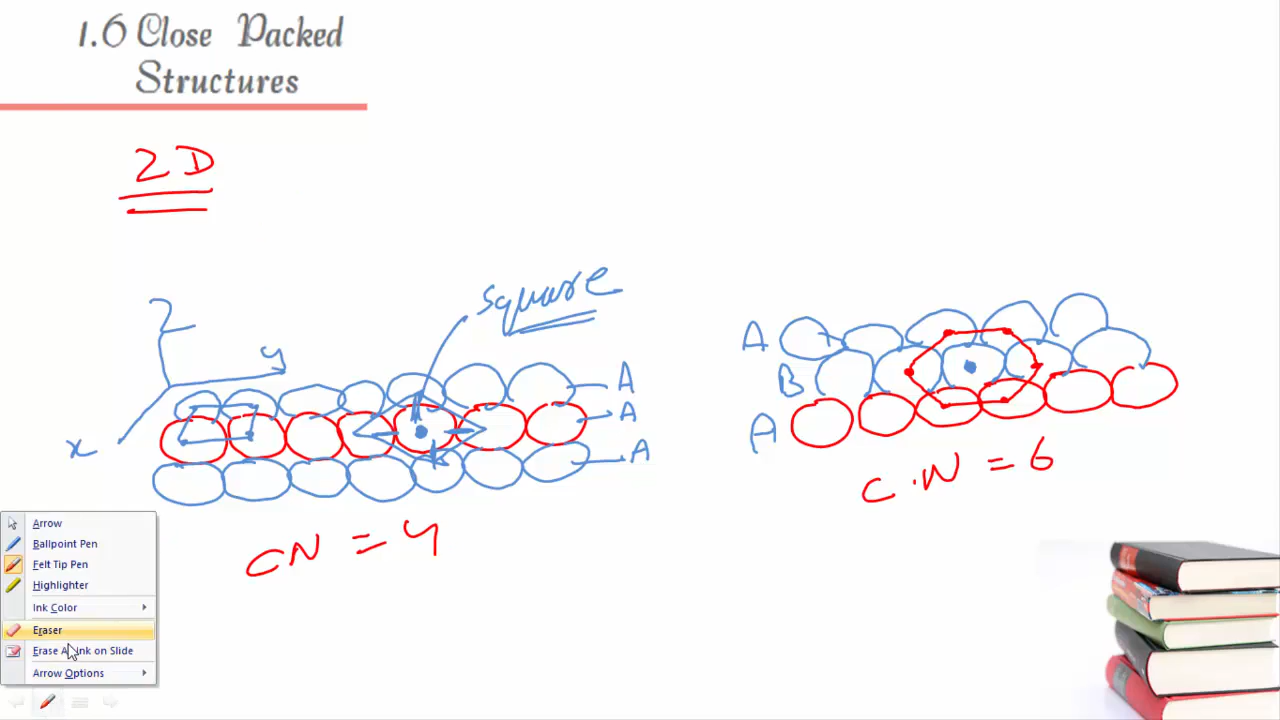 1.6 Close Packed
Structures
2D
Square
Z
y
x
A
A
A
CN = 4
A
B
A
C.N = 6
Arrow
Ballpoint Pen
Felt Tip Pen
Highlighter
Ink Color
Eraser
Erase All Ink on Slide
Arrow Options